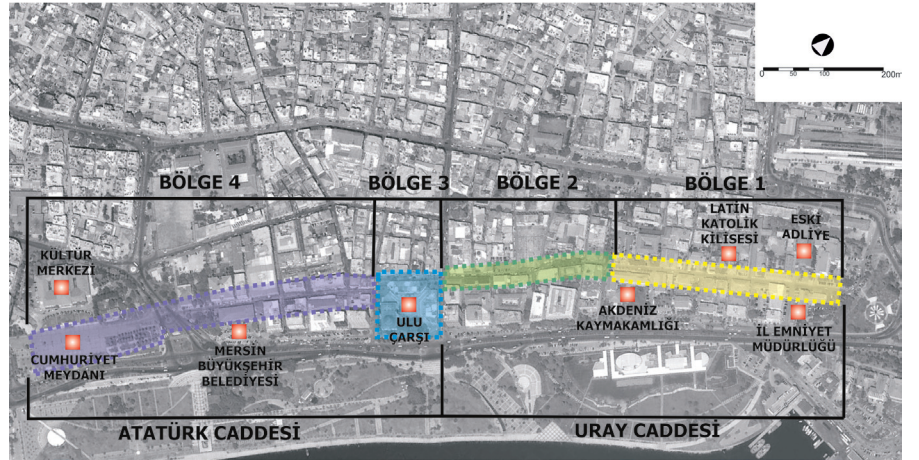 0 50 100 200m
BÖLGE 4
BÖLGE 3
BÖLGE 2
BÖLGE 1
KÜLTÜR
MERKEZİ
LATİN
KATOLİK
KİLİSESİ
ESKİ
ADLİYE
CUMHURİYET
MEYDANI
MERSİN
BÜYÜKŞEHİR
BELEDİYESİ
ULU
ÇARŞI
AKDENİZ
KAYMAKAMLIĞI
İL EMNİYET
MÜDÜRLÜĞÜ
ATATÜRK CADDESİ
URAY CADDESİ